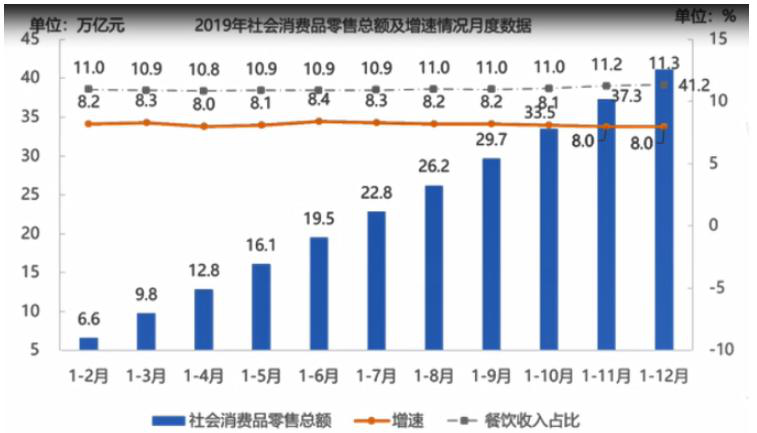 单位：万亿元 2019年社会消费品零售总额及增速情况月度数据 单位：%
45 15
11.0 10.9 10.8 10.9 10.9 10.9 11.0 11.0 11.0 11.2 11.3
40 41.2 10
8.2 8.3 8.0 8.1 8.4 8.3 8.2 8.2 8.1 37.3
35 33.5
8.0 8.0
30 29.7 5
26.2
25 22.8
20 19.5 0
16.1
15 12.8 -5
10 9.8
6.6
5 -10
1-2月 1-3月 1-4月 1-5月 1-6月 1-7月 1-8月 1-9月 1-10月 1-11月 1-12月
社会消费品零售总额 增速 餐饮收入占比